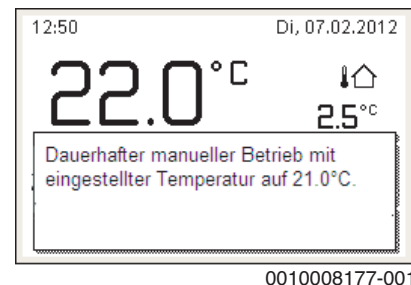 12:50 Di, 07.02.2012
22.0°C
2.5°C
Dauerhafter manueller Betrieb mit
eingestellter Temperatur auf 21.0°C.
0010008177-001